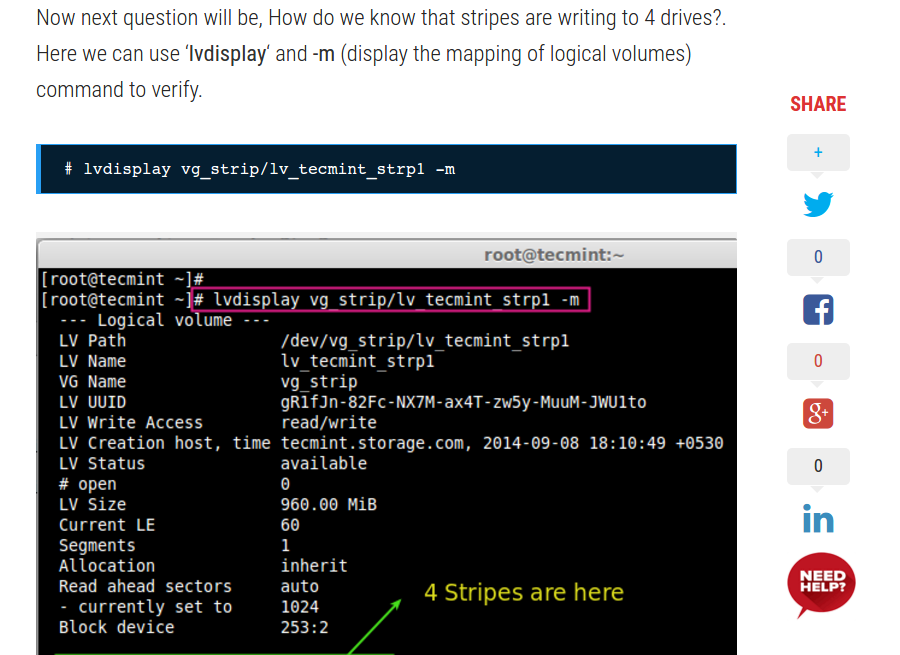 Now next question will be, How do we know that stripes are writing to 4 drives?.
Here we can use ‘lvdisplay‘ and -m (display the mapping of logical volumes)
command to verify.
# lvdisplay vg_strip/lv_tecmint_strp1 -m
root@tecmint:~
[root@tecmint ~]#
[root@tecmint ~]# lvdisplay vg_strip/lv_tecmint_strp1 -m
--- Logical volume ---
LV Path /dev/vg_strip/lv_tecmint_strp1
LV Name lv_tecmint_strp1
VG Name vg_strip
LV UUID gR1fJn-82Fc-NX7M-ax4T-zw5y-MuuM-JWU1to
LV Write Access read/write
LV Creation host, time tecmint.storage.com, 2014-09-08 18:10:49 +0530
LV Status available
# open 0
LV Size 960.00 MiB
Current LE 60
Segments 1
Allocation inherit
Read ahead sectors auto
- currently set to 1024
Block device 253:2
4 Stripes are here
SHARE
+
0
f
0
g+
0
in
NEED
HELP?